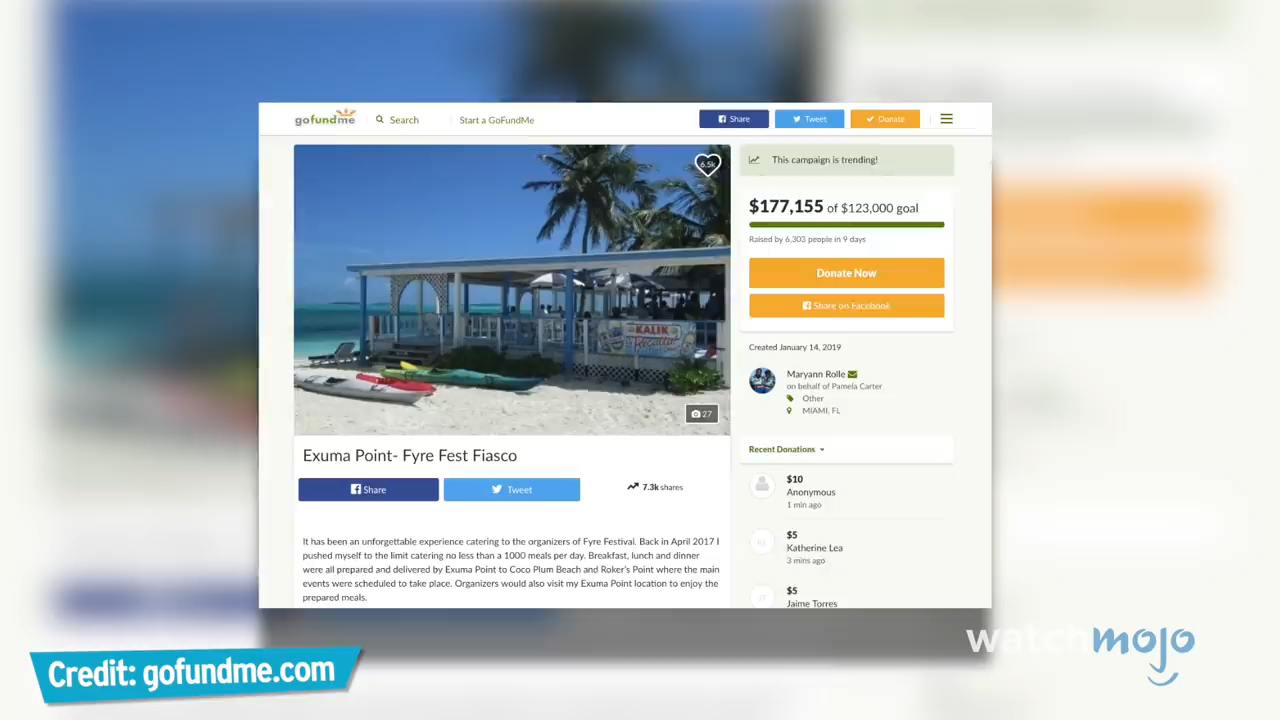 gofundme
Search
Start a GoFundMe
Share
Tweet
Donate
6.5k
This campaign is trending!
$177,155 of $123,000 goal
Raised by 6,303 people in 9 days
Donate Now
Share on Facebook
KALIK
27
Created January 14, 2019
Maryann Rolle
on behalf of Pamela Carter
Other
MIAMI, FL
Exuma Point- Fyre Fest Fiasco
Share
Tweet
7.3k shares
Recent Donations
$10
Anonymous
1 min ago
$5
Katherine Lea
3 mins ago
$5
Jaime Torres
It has been an unforgettable experience catering to the organizers of Fyre Festival. Back in April 2017 I
pushed myself to the limit catering no less than a 1000 meals per day. Breakfast, lunch and dinner
were all prepared and delivered by Exuma Point to Coco Plum Beach and Roker's Point where the main
events were scheduled to take place. Organizers would also visit my Exuma Point location to enjoy the
prepared meals.
Credit: gofundme.com
watchmojo